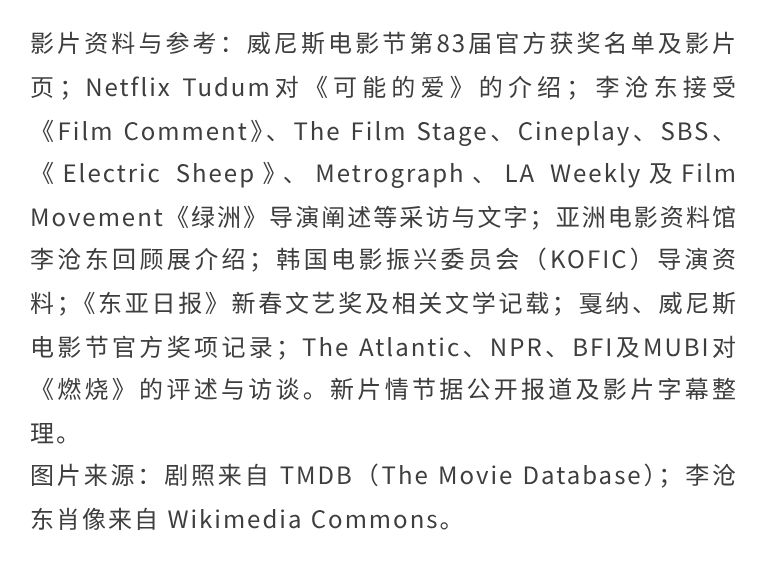 影片资料与参考：威尼斯电影节第83届官方获奖名单及影片
页；Netflix Tudum对《可能的爱》的介绍；李沧东接受
《Film Comment》、The Film Stage、Cineplay、SBS、
《Electric Sheep》、Metrograph、LA Weekly及Film
Movement《绿洲》导演阐述等采访与文字；亚洲电影资料馆
李沧东回顾展介绍；韩国电影振兴委员会（KOFIC）导演资
料；《东亚日报》新春文艺奖及相关文学记载；戛纳、威尼斯
电影节官方奖项记录；The Atlantic、NPR、BFI及MUBI对
《燃烧》的评述与访谈。新片情节据公开报道及影片字幕整
理。
图片来源：剧照来自 TMDB（The Movie Database）；李沧
东肖像来自 Wikimedia Commons。